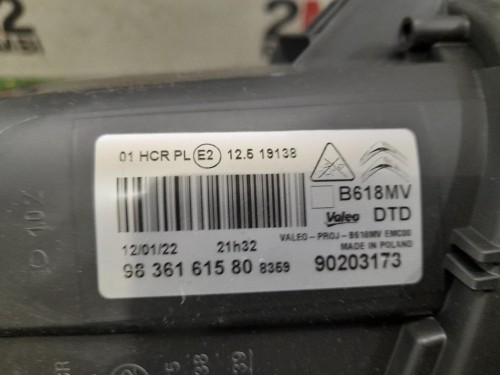 01 HCR PL E2 12.5 19138
B618MV
Valeo DTD
VALEO-PROJ-B618MV EMC00
MADE IN POLAND
12/01/22 21h32
98 361 615 80 8359 90203173